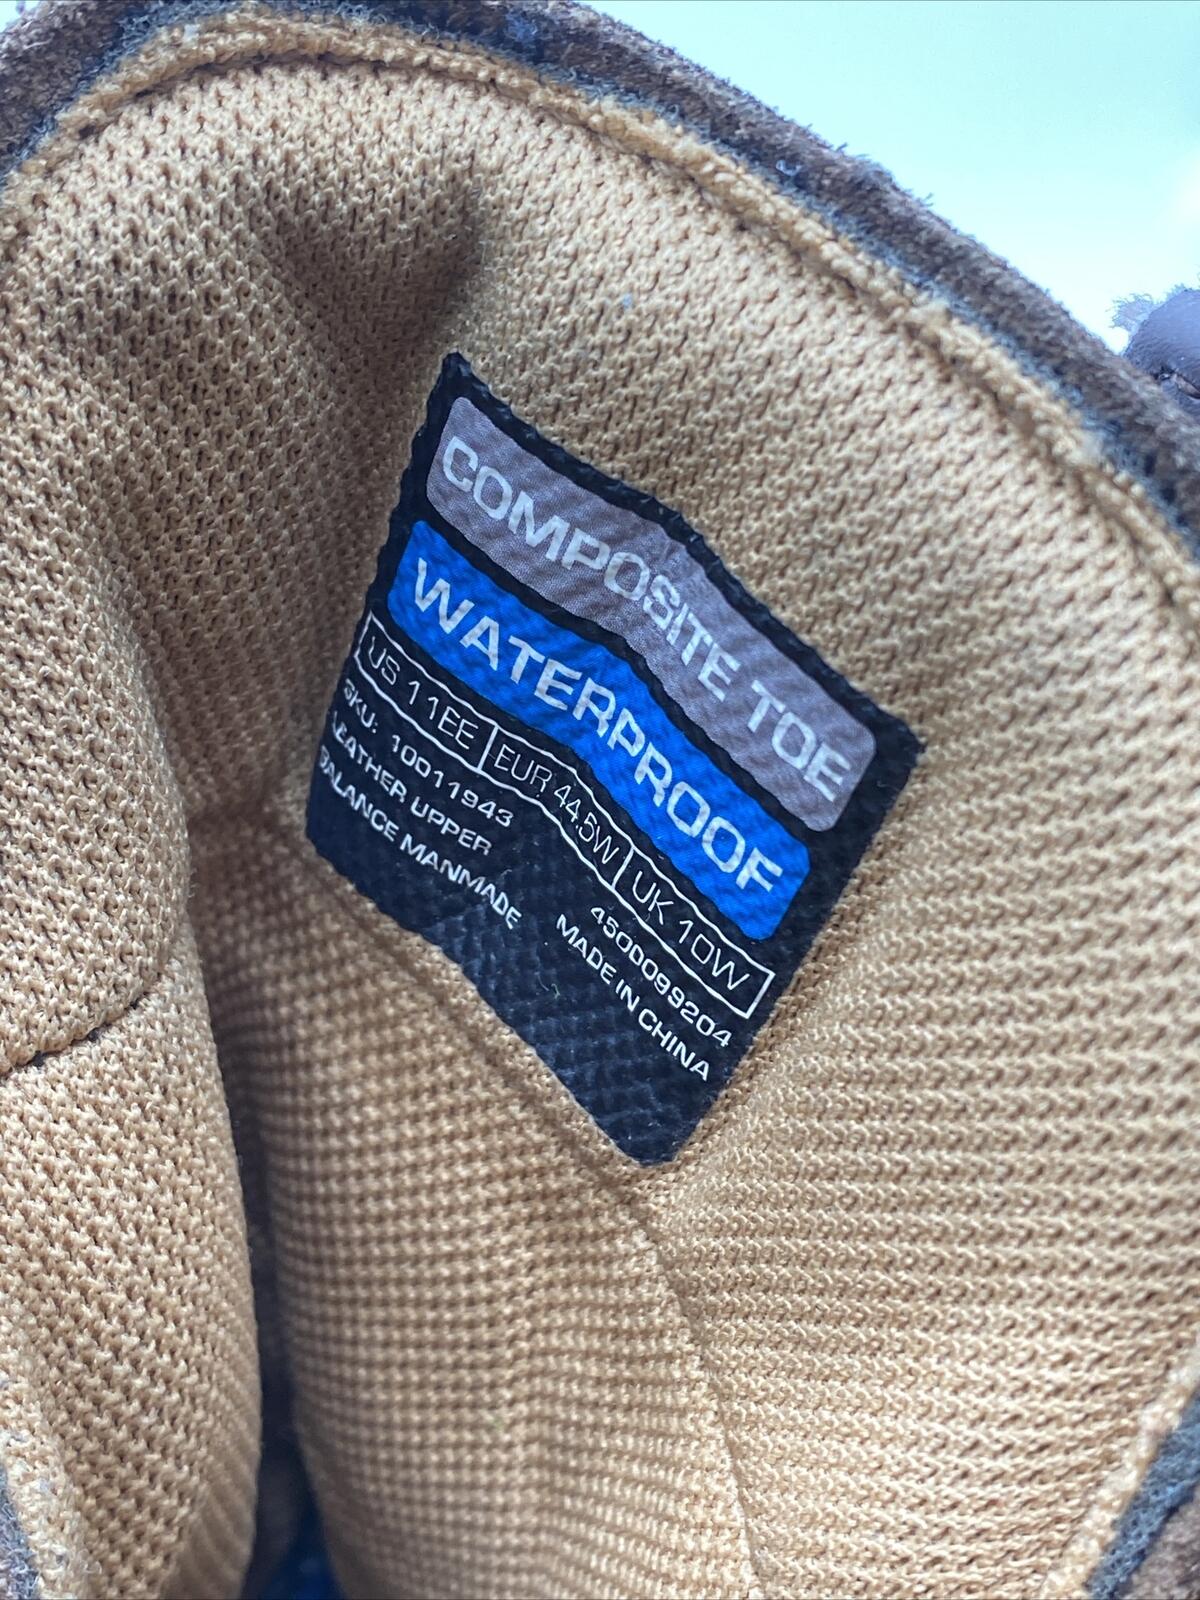 COMPOSITE TOE
WATERPROOF
US 11EE EUR 44.5W UK 10W
SKU: 10011943 4500099204
LEATHER UPPER MADE IN CHINA
BALANCE MANMADE